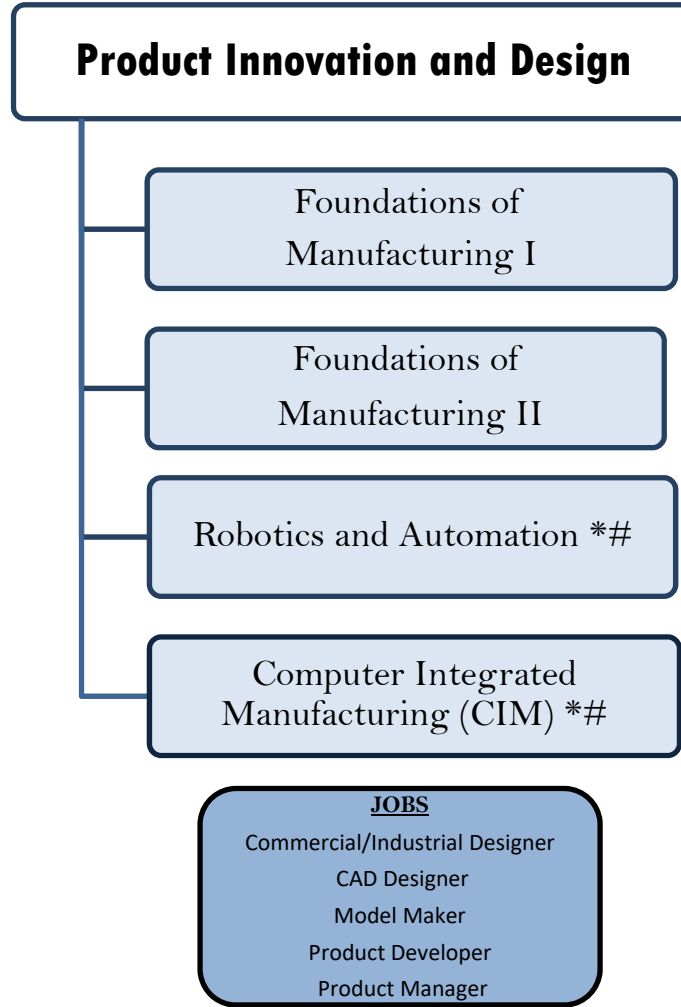 Product Innovation and Design
Foundations of
Manufacturing I
Foundations of
Manufacturing II
Robotics and Automation *#
Computer Integrated
Manufacturing (CIM) *#
JOBS
Commercial/Industrial Designer
CAD Designer
Model Maker
Product Developer
Product Manager